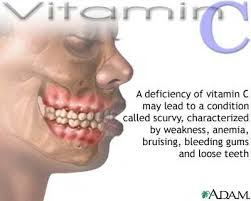 Vitamin
C
A deficiency of vitamin C
may lead to a condition
called scurvy, characterized
by weakness, anemia,
bruising, bleeding gums
and loose teeth
ADAM.